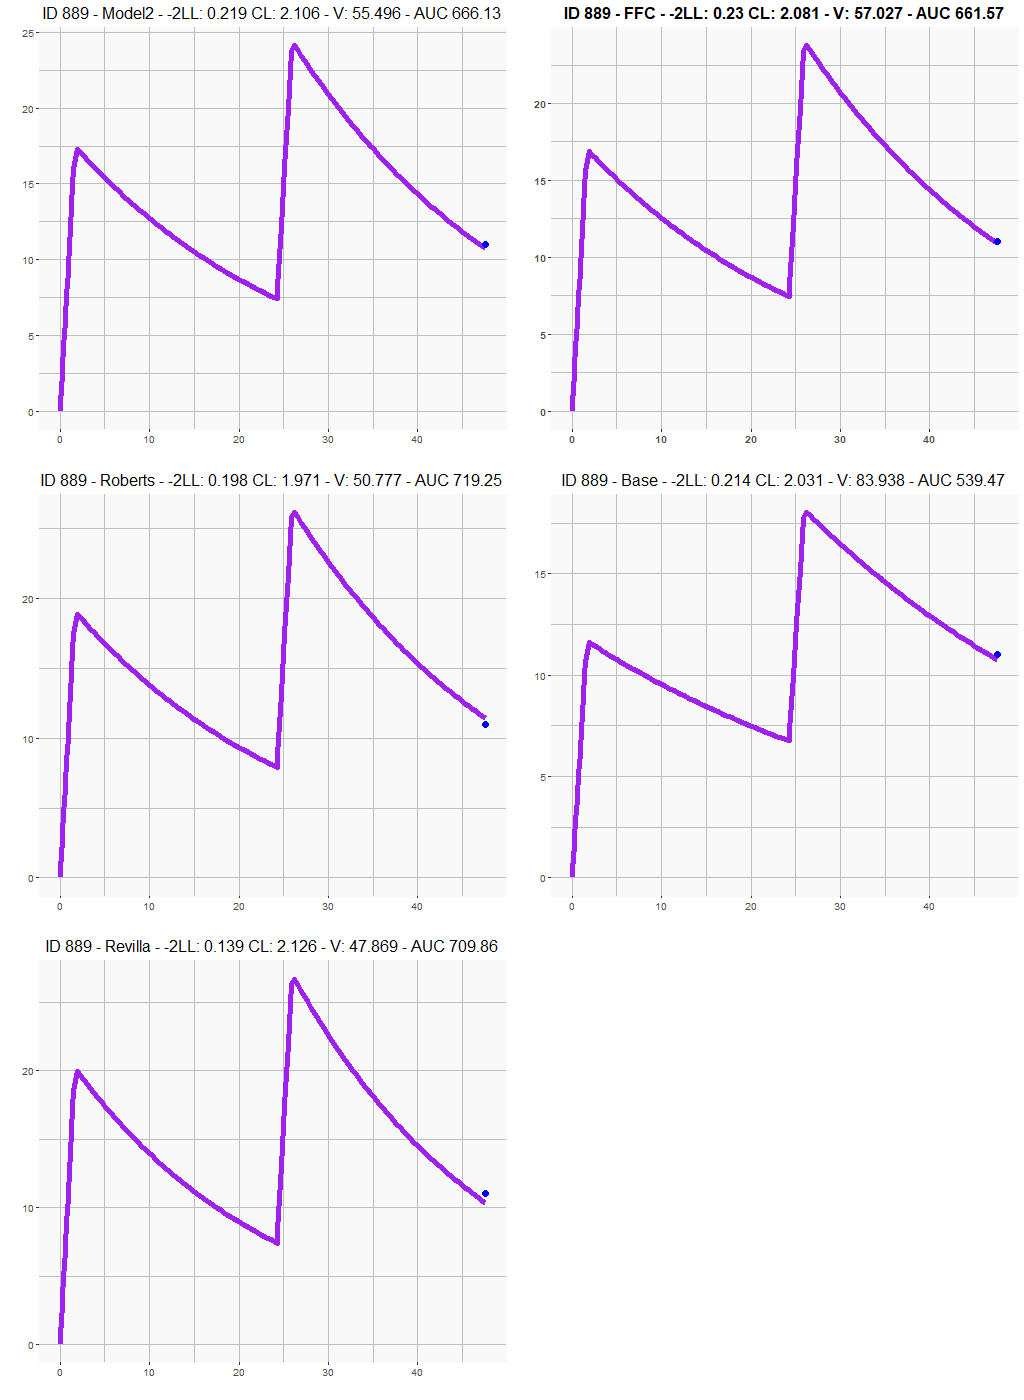 ID 889 - Model2 - -2LL: 0.219 CL: 2.106 - V: 55.496 - AUC 666.13
25
20
15
10
5
0
0 10 20 30 40
ID 889 - FFC - -2LL: 0.23 CL: 2.081 - V: 57.027 - AUC 661.57
20
15
10
5
0
0 10 20 30 40
ID 889 - Roberts - -2LL: 0.198 CL: 1.971 - V: 50.777 - AUC 719.25
20
10
0
0 10 20 30 40
ID 889 - Base - -2LL: 0.214 CL: 2.031 - V: 83.938 - AUC 539.47
15
10
5
0
0 10 20 30 40
ID 889 - Revilla - -2LL: 0.139 CL: 2.126 - V: 47.869 - AUC 709.86
20
10
0
0 10 20 30 40